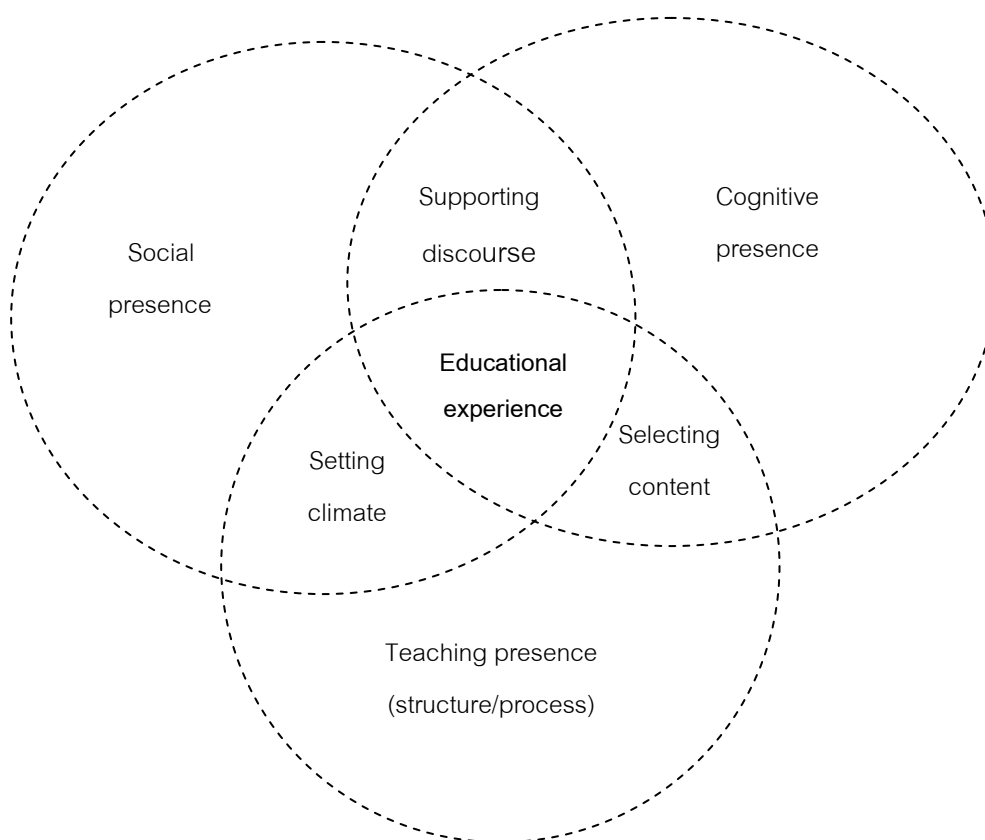 Supporting
discourse
Cognitive
presence
Social
presence
Educational
experience
Selecting
content
Setting
climate
Teaching presence
(structure/process)